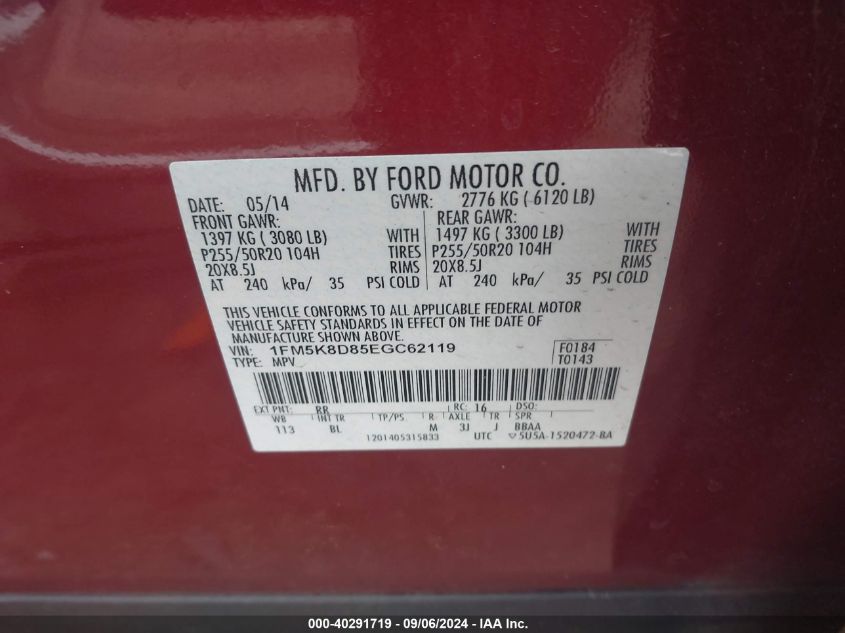 MFD. BY FORD MOTOR CO.
DATE: 05/14 GVWR: 2776 KG ( 6120 LB)
FRONT GAWR: REAR GAWR:
1397 KG ( 3080 LB) WITH 1497 KG ( 3300 LB) WITH
P255/50R20 104H TIRES P255/50R20 104H TIRES
20X8.5J RIMS 20X8.5J RIMS
AT 240 kPa/ 35 PSI COLD AT 240 kPa/ 35 PSI COLD
THIS VEHICLE CONFORMS TO ALL APPLICABLE FEDERAL MOTOR
VEHICLE SAFETY STANDARDS IN EFFECT ON THE DATE OF
MANUFACTURE SHOWN ABOVE.
VIN: 1FM5K8D85EGC62119 F0184
TYPE: MPV T0143
EXT PNT: RR RC: 16 DSO:
WB INT TR TP/PS R AXLE TR SPR
113 BL M 3J J BBAA
1201405315833 UTC ▽5U5A-1520472-BA
000-40291719 - 09/06/2024 - IAA Inc.